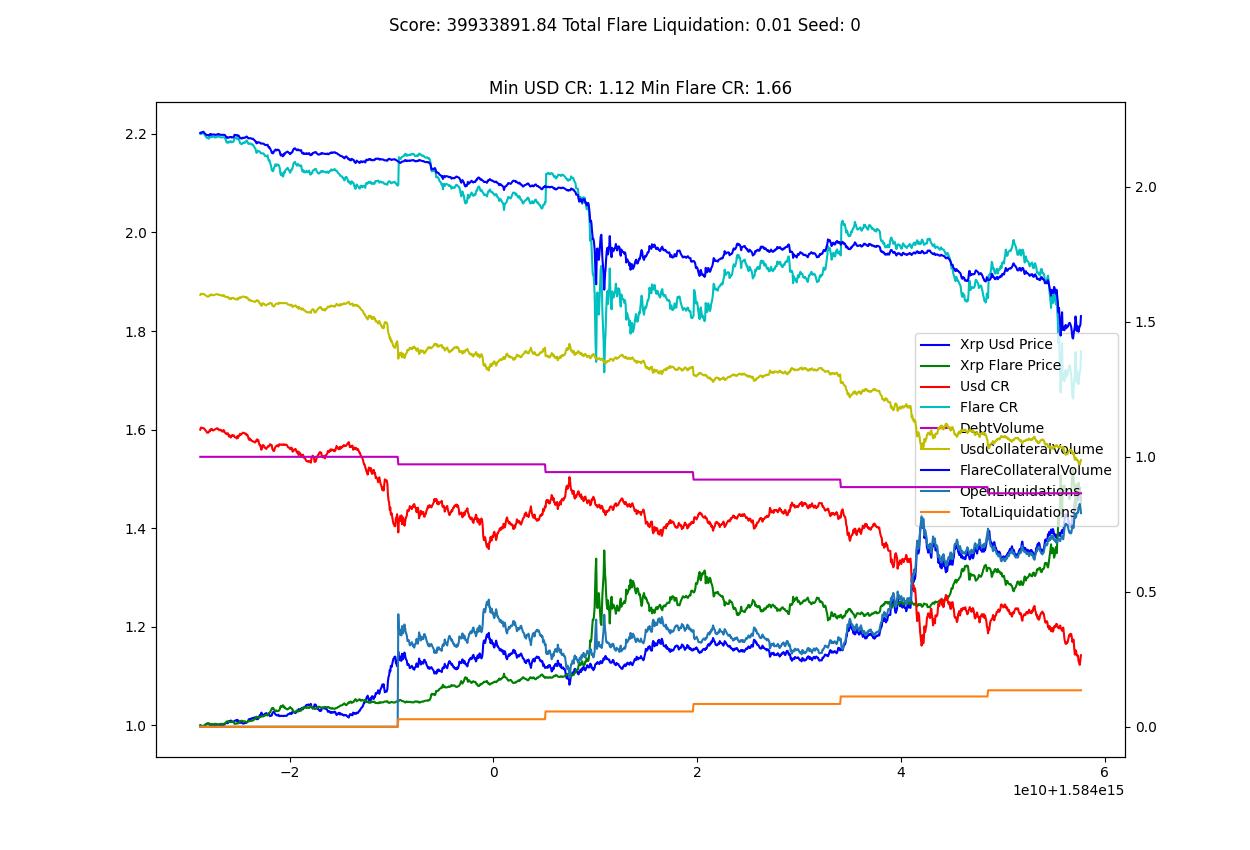 Score: 39933891.84 Total Flare Liquidation: 0.01 Seed: 0
Min USD CR: 1.12 Min Flare CR: 1.66
2.2
2.0
1.8
1.6
1.4
1.2
1.0
2.0
1.5
1.0
0.5
0.0
Xrp Usd Price
Xrp Flare Price
Usd CR
Flare CR
DebtVolume
UsdCollateralVolume
FlareCollateralVolume
OpenLiquidations
TotalLiquidations
−2
0
2
4
6
1e10+1.584e15